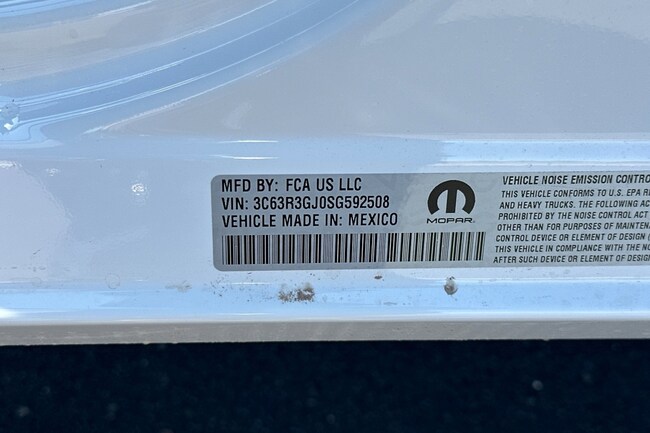 MFD BY: FCA US LLC
VIN: 3C63R3GJ0SG592508
VEHICLE MADE IN: MEXICO
MOPAR
VEHICLE NOISE EMISSION CONTRO
THIS VEHICLE CONFORMS TO U.S. EPA R
AND HEAVY TRUCKS. THE FOLLOWING AC
PROHIBITED BY THE NOISE CONTROL ACT
OTHER THAN FOR PURPOSES OF MAINTENA
CONTROL DEVICE OR ELEMENT OF DESIGN (
THIS VEHICLE IN COMPLIANCE WITH THE NO
AFTER SUCH DEVICE OR ELEMENT OF DESIGN